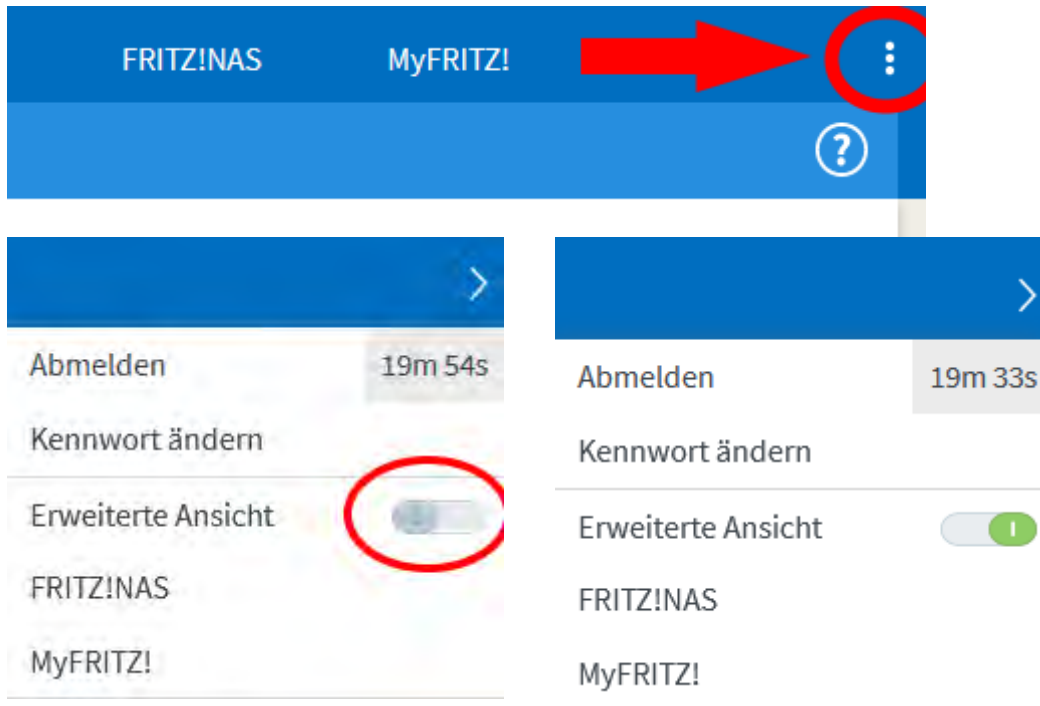 FRITZ!NAS MyFRITZ!
?
Abmelden 19m 54s
Kennwort ändern
Erweiterte Ansicht
FRITZ!NAS
MyFRITZ!
Abmelden 19m 33s
Kennwort ändern
Erweiterte Ansicht
FRITZ!NAS
MyFRITZ!